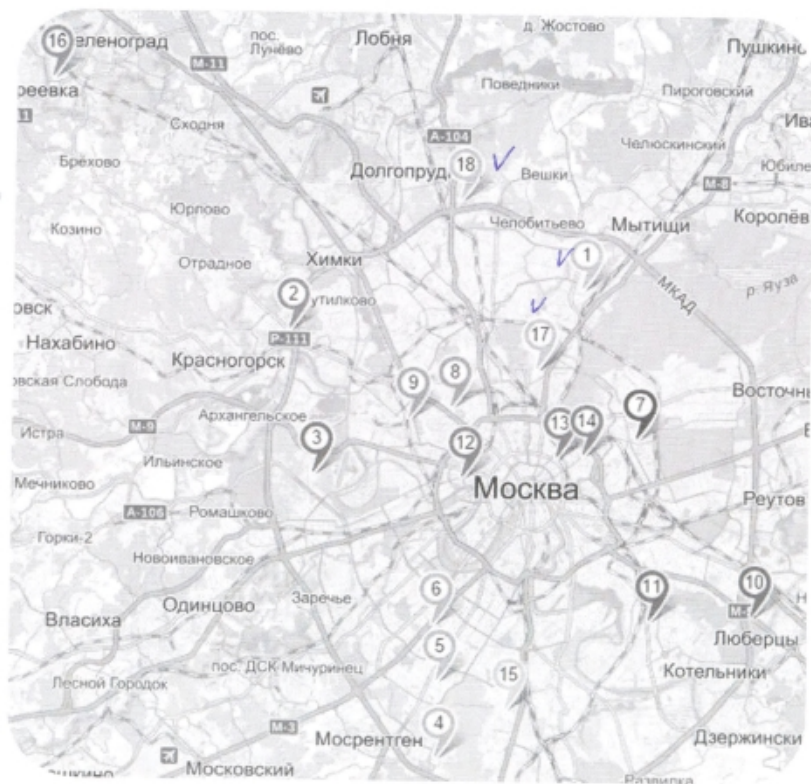 16
еленоград
пос.
Лунёво
Лобня
д. Жостово
Пушкинс
М-11
реевка
11
Поведники
Пироговский
Сходня
А-104
Ива
Челюскинский
Брёхово
Долгопруд
18
Вешки
Юбиле
М-8
Юрлово
Челобитьево
Мытищи
Королёв
Козино
Химки
1
Отрадное
р. Яуза
2
утилково
МКАД
овск
17
Р-111
Нахабино
Красногорск
овская Слобода
9
8
Восточны
Архангельское
7
М-9
13
14
Истра
3
12
Ильинское
Мечниково
Москва
Реутов
А-106
Ромашково
Горки-2
Новоивановское
11
10
Заречье
6
Одинцово
Власиха
Люберцы
5
пос. ДСК Мичуринец
15
Котельники
Лесной Городок
4
М-3
Мосрентген
Дзержински
Московский
Развилка